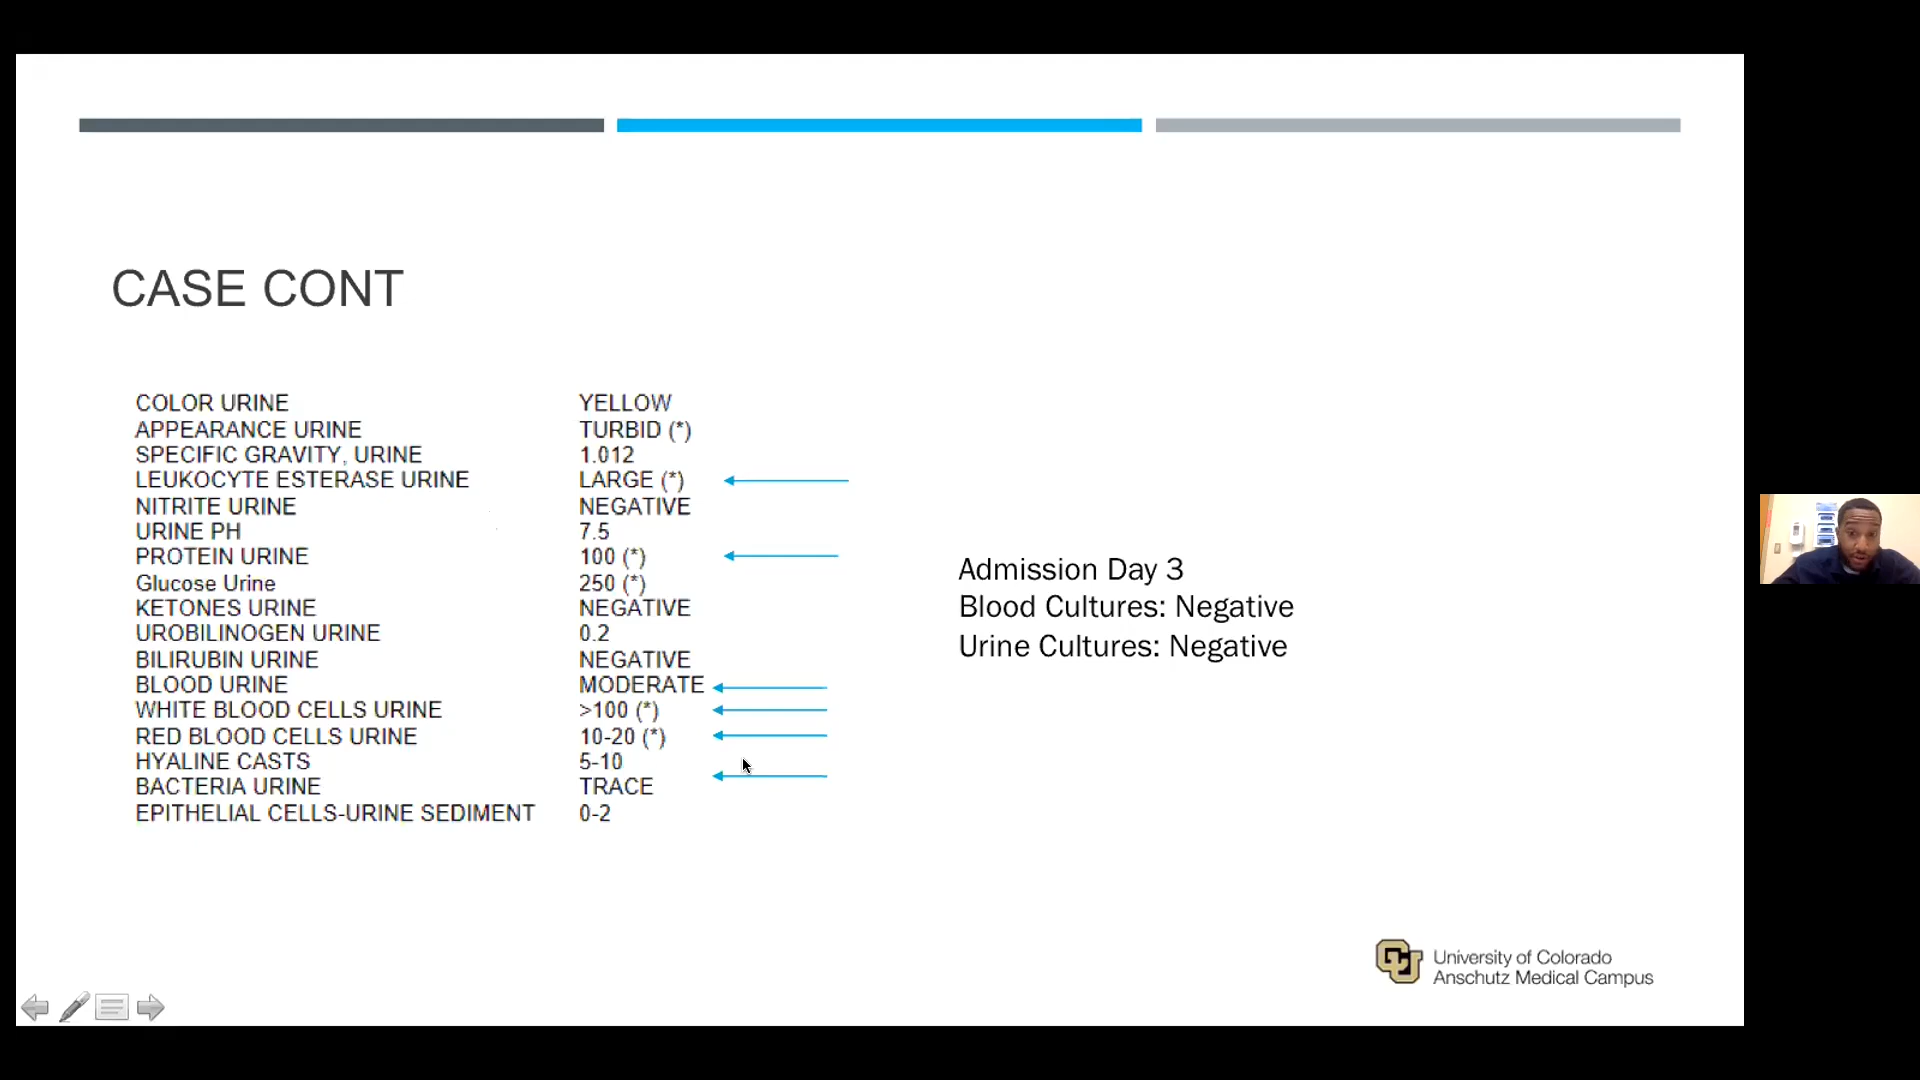 CASE CONT
COLOR URINE YELLOW
APPEARANCE URINE TURBID (*)
SPECIFIC GRAVITY, URINE 1.012
LEUKOCYTE ESTERASE URINE LARGE (*)
NITRITE URINE NEGATIVE
URINE PH 7.5
PROTEIN URINE 100 (*)
Glucose Urine 250 (*)
KETONES URINE NEGATIVE
UROBILINOGEN URINE 0.2
BILIRUBIN URINE NEGATIVE
BLOOD URINE MODERATE
WHITE BLOOD CELLS URINE >100 (*)
RED BLOOD CELLS URINE 10-20 (*)
HYALINE CASTS 5-10
BACTERIA URINE TRACE
EPITHELIAL CELLS-URINE SEDIMENT 0-2
Admission Day 3
Blood Cultures: Negative
Urine Cultures: Negative
CU
University of Colorado
Anschutz Medical Campus